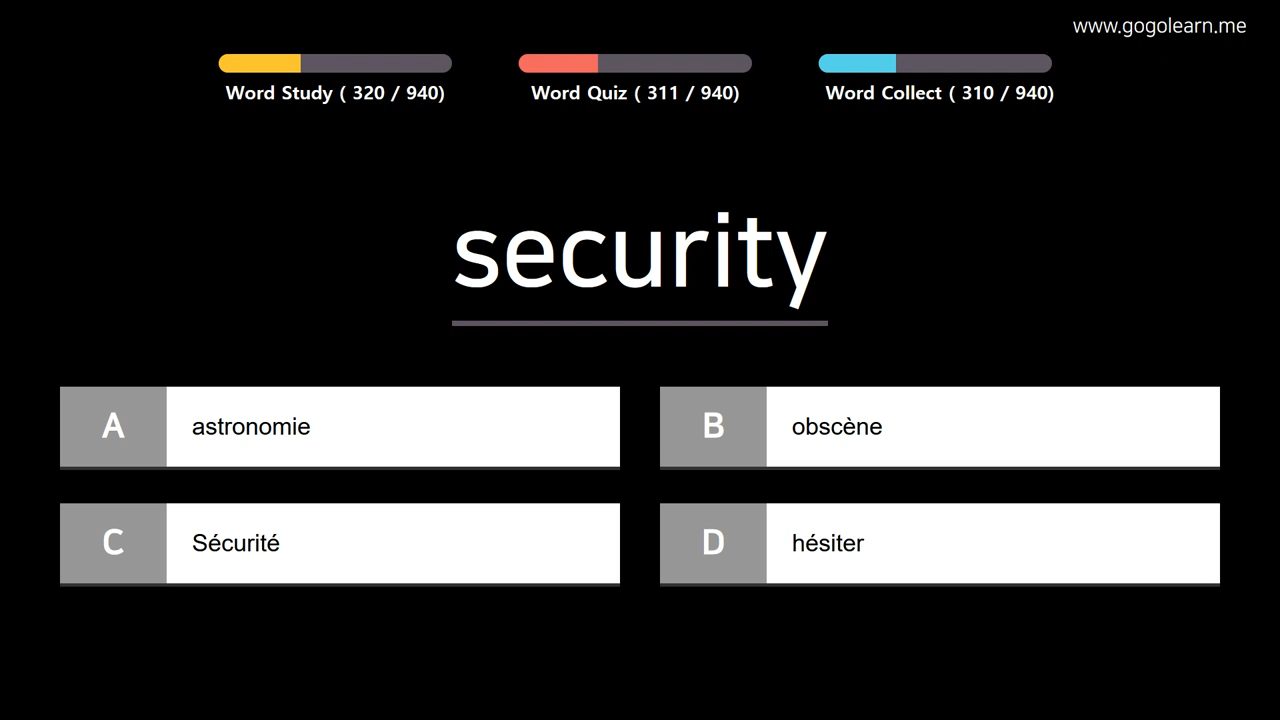 www.gogolearn.me
Word Study ( 320 / 940)
Word Quiz ( 311 / 940)
Word Collect ( 310 / 940)
security
A astronomie
B obscène
C Sécurité
D hésiter